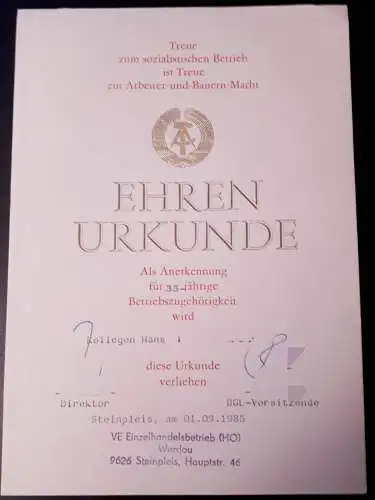 Treue
zum sozialistischen Betrieb
ist Treue
zur Arbeiter-und-Bauern-Macht
EHREN
URKUNDE
Als Anerkennung
für 35-jährige
Betriebszugehörigkeit
wird
Kollegen Hans
diese Urkunde
verliehen
Direktor BGL-Vorsitzende
Steinpleis, am 01.09.1985
VE Einzelhandelsbetrieb (HO)
Werdau
9626 Steinpleis, Hauptstr. 46